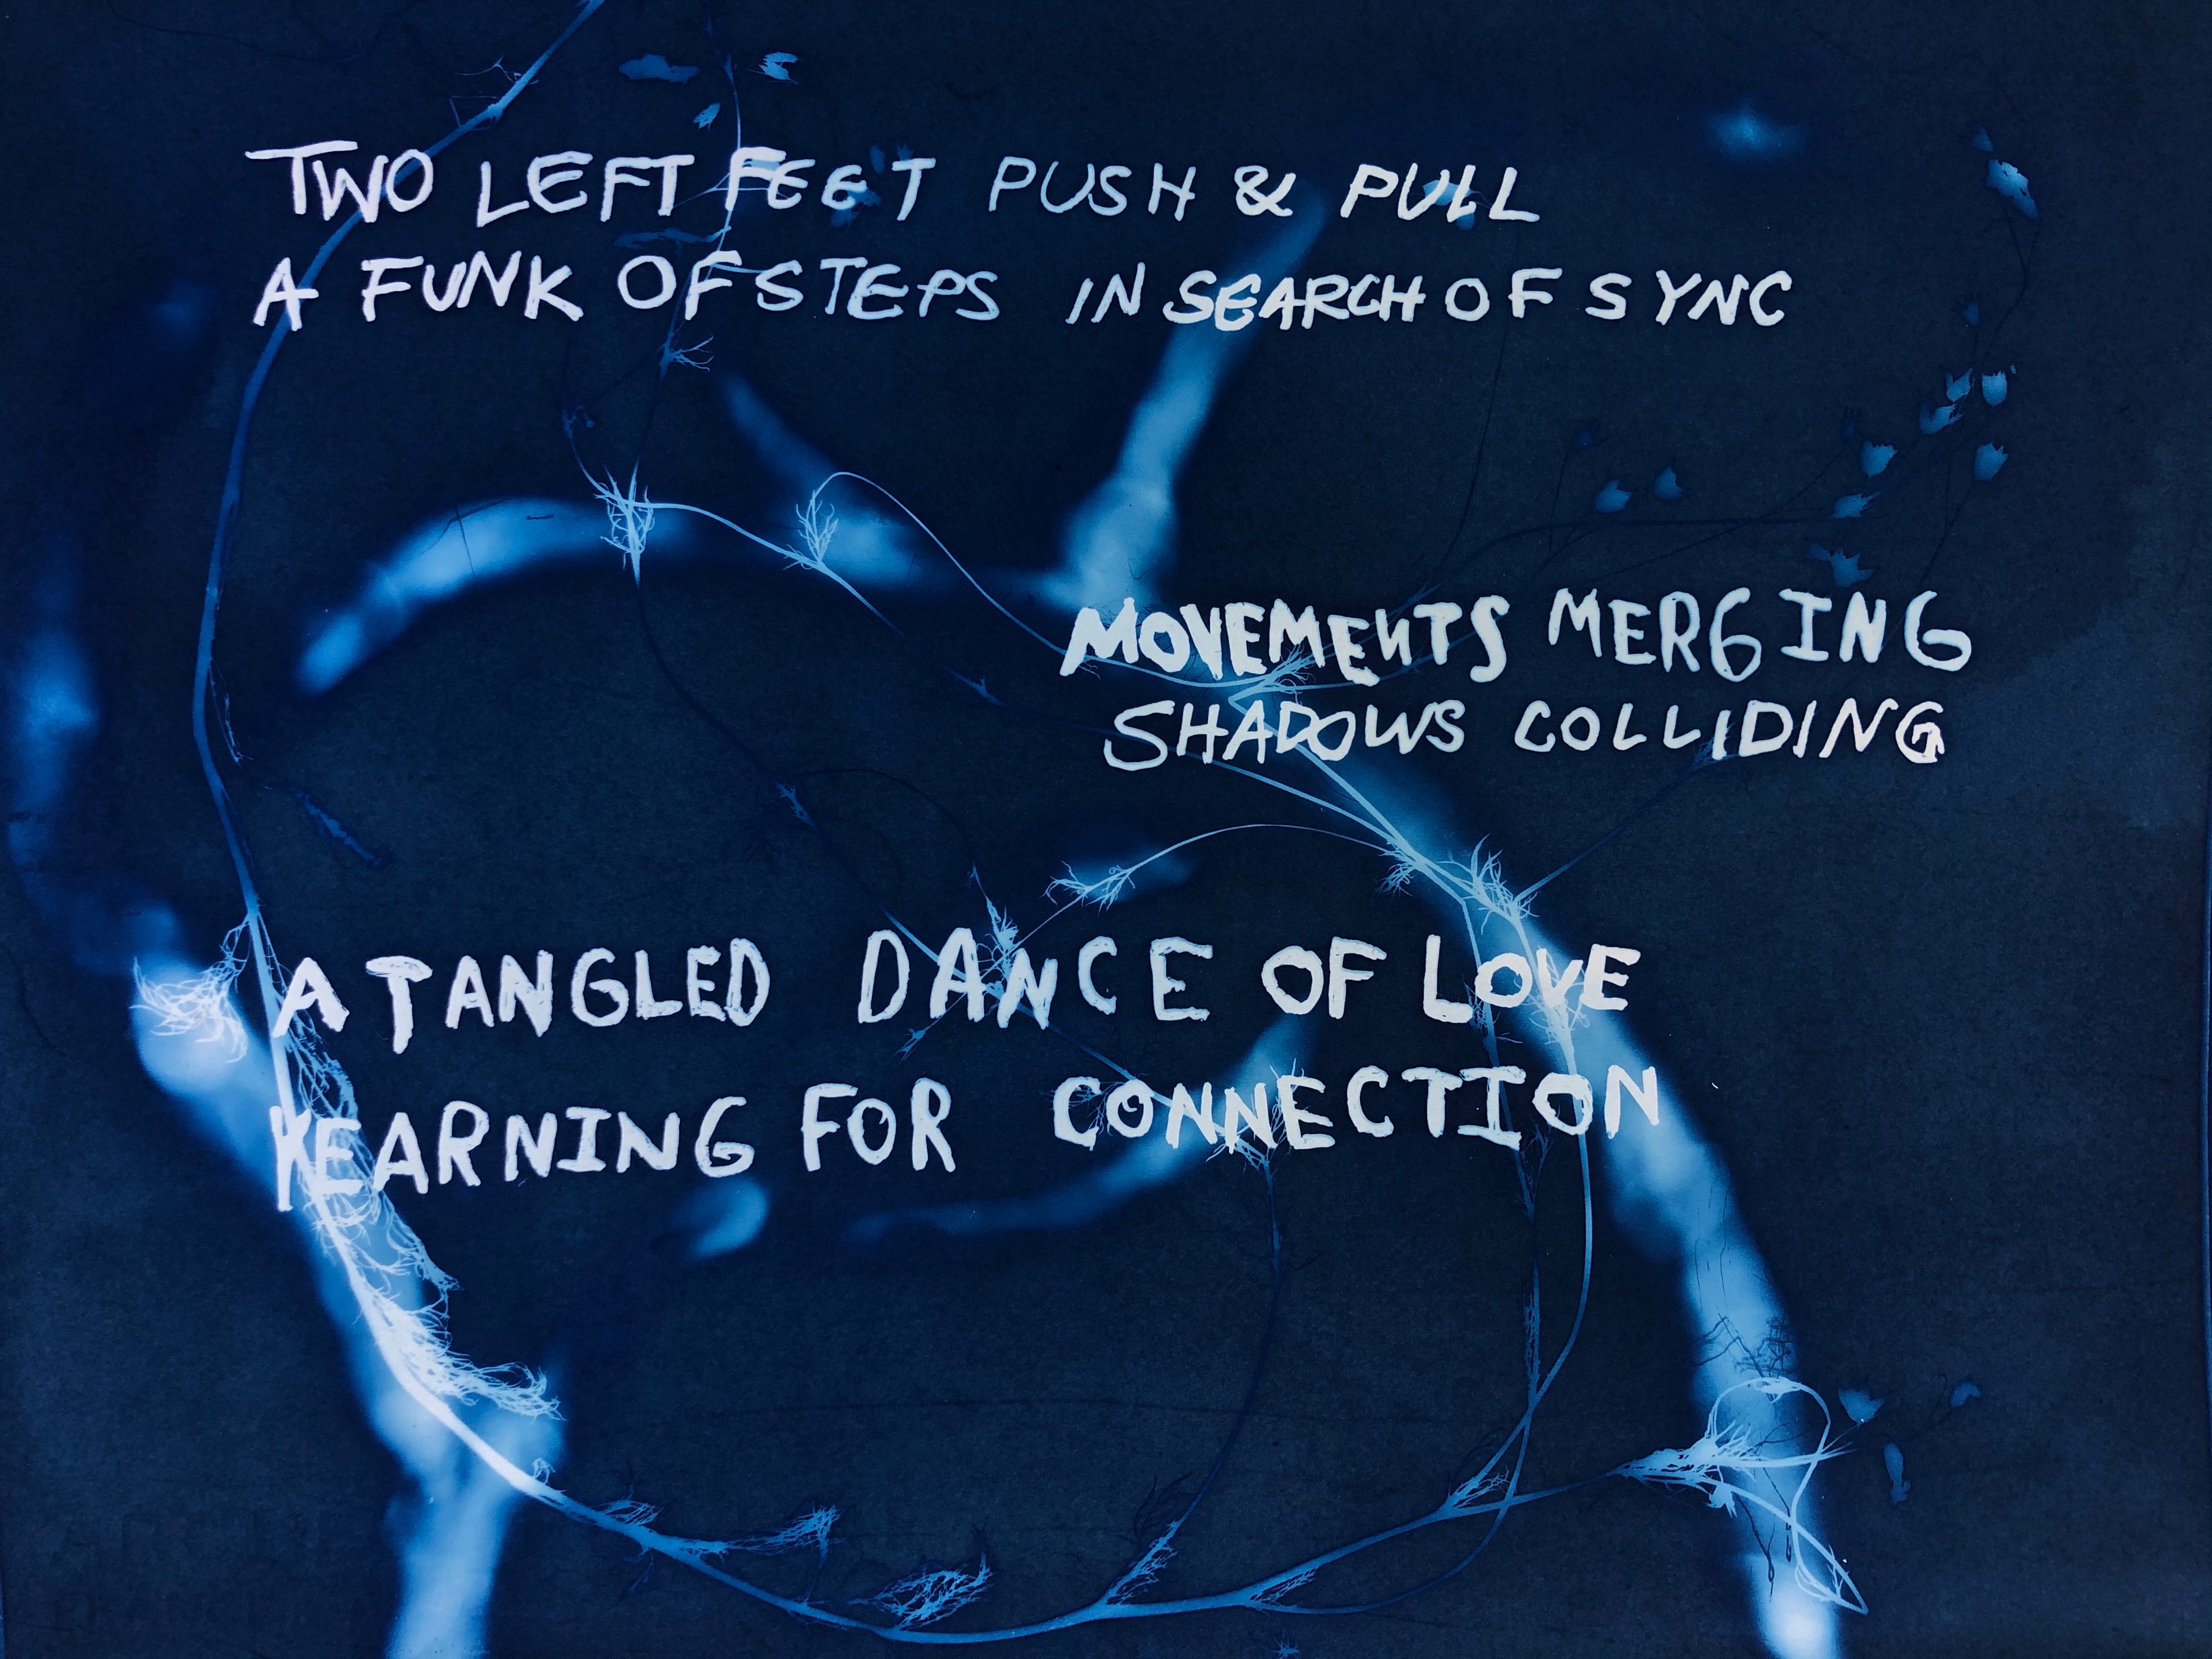 TWO LEFT FEET PUSH & PULL
A FUNK OF STEPS IN SEARCH OF SYNC
MOVEMENTS MERGING
SHADOWS COLLIDING
A TANGLED DANCE OF LOVE
YEARNING FOR CONNECTION